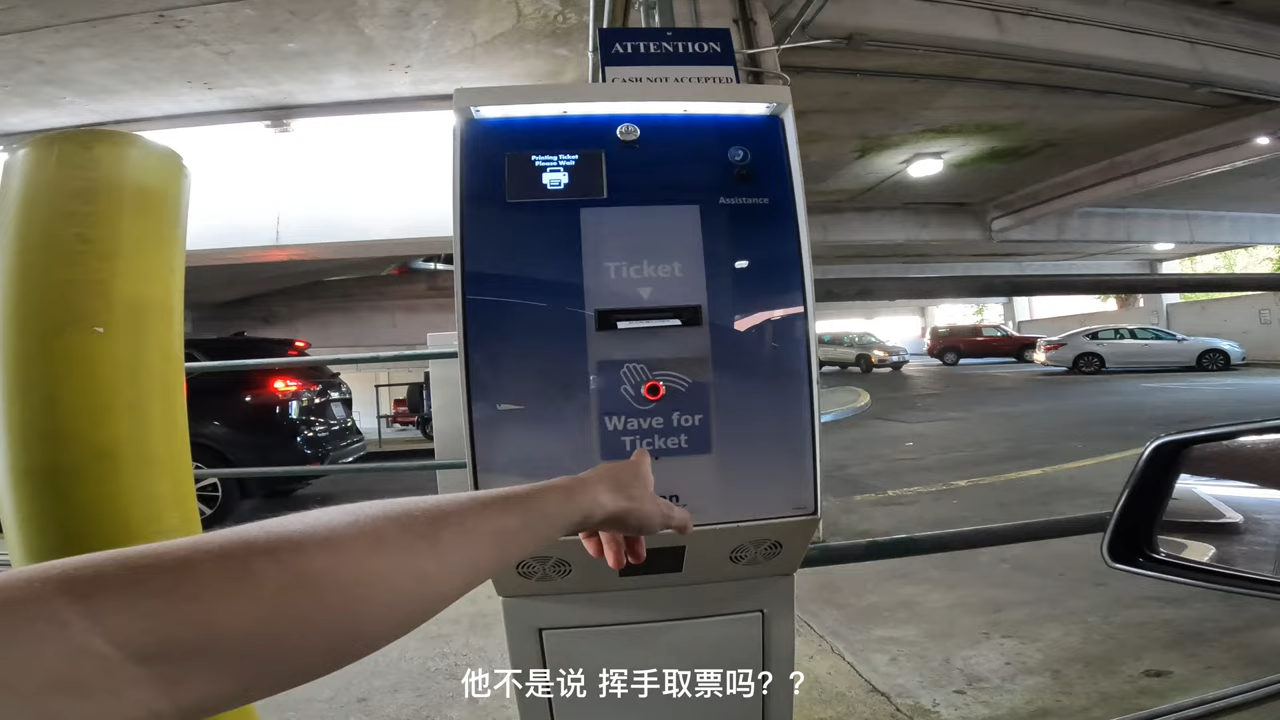 ATTENTION
CASH NOT ACCEPTED
Printing Ticket
Please Wait
Assistance
Ticket
Wave for
Ticket
他不是说 挥手取票吗？？